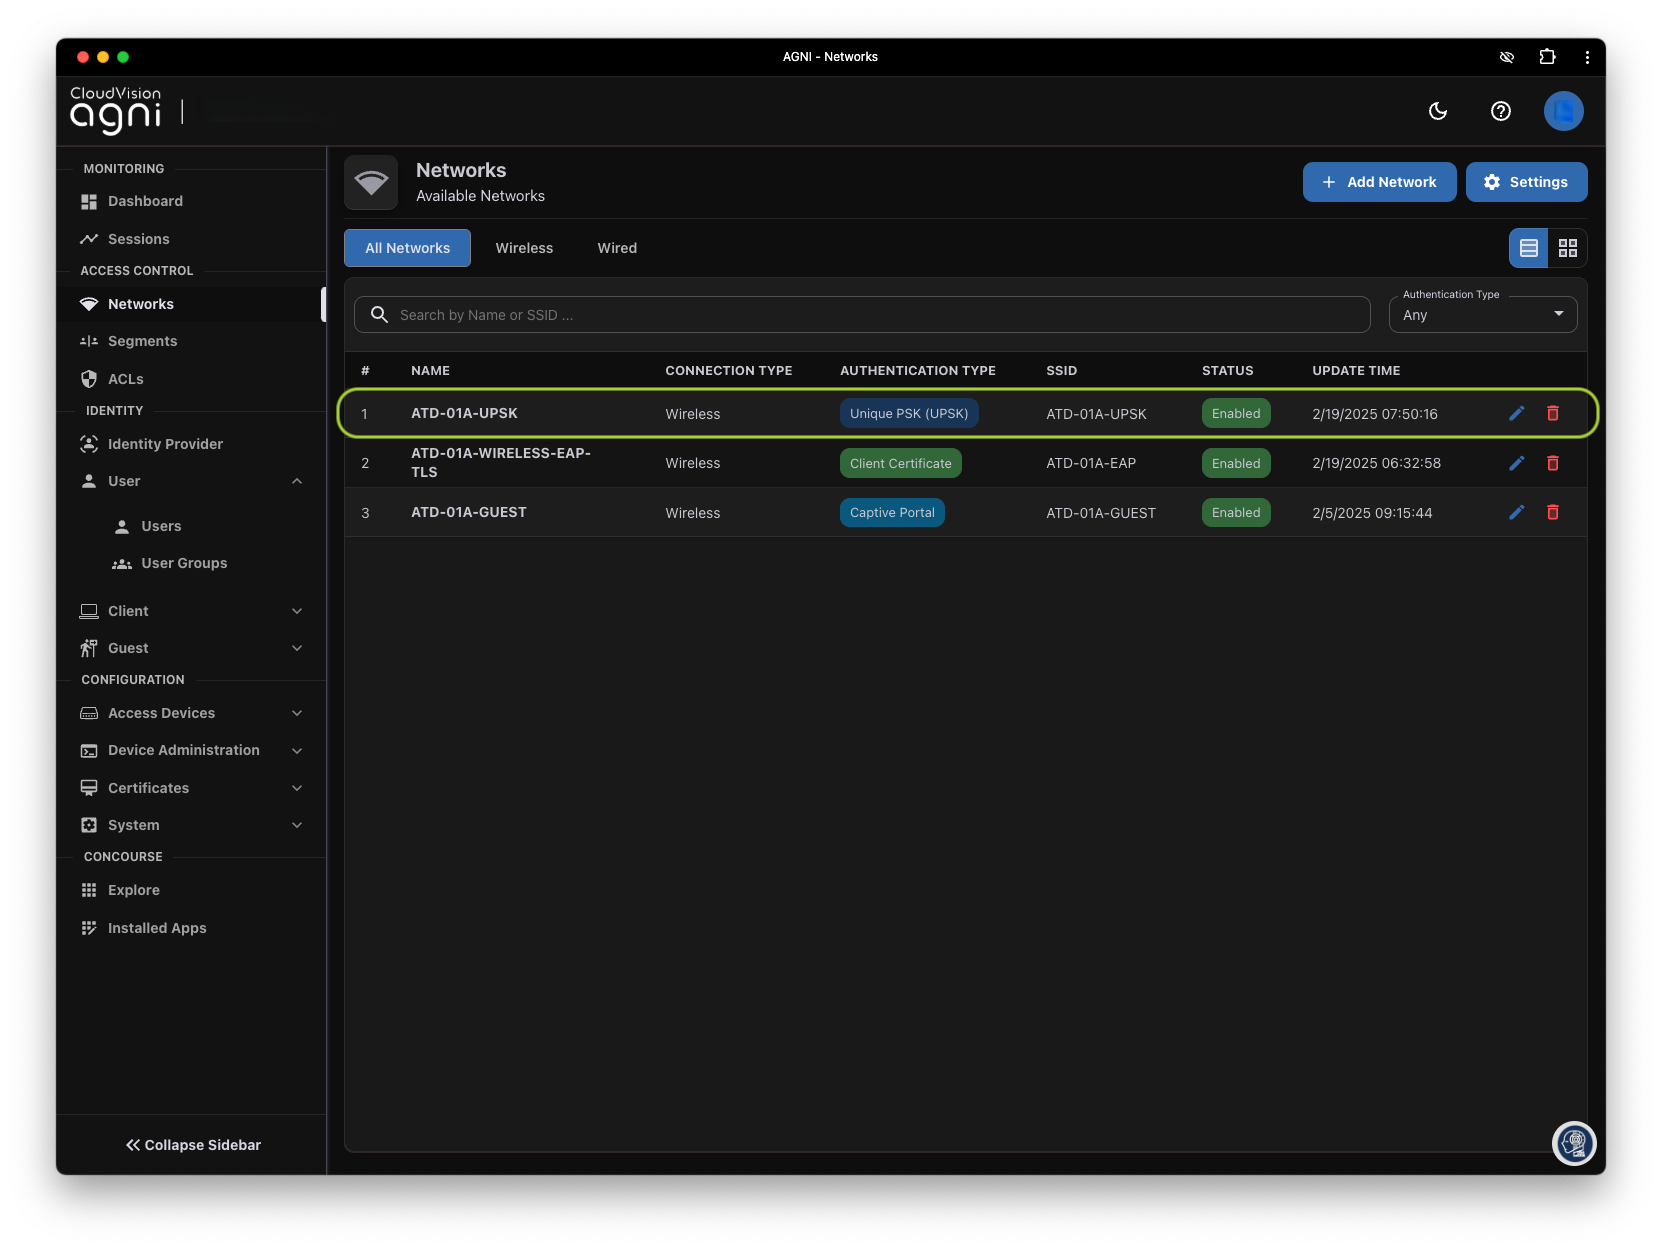 AGNI - Networks
CloudVision
agni
MONITORING
Dashboard
Sessions
ACCESS CONTROL
Networks
Segments
ACLs
IDENTITY
Identity Provider
User
Users
User Groups
Client
Guest
CONFIGURATION
Access Devices
Device Administration
Certificates
System
CONCOURSE
Explore
Installed Apps
Collapse Sidebar
Networks
Available Networks
Add Network
Settings
All Networks Wireless Wired
Authentication Type
Search by Name or SSID ...
Any
# NAME CONNECTION TYPE AUTHENTICATION TYPE SSID STATUS UPDATE TIME
1 ATD-01A-UPSK Wireless Unique PSK (UPSK) ATD-01A-UPSK Enabled 2/19/2025 07:50:16
2 ATD-01A-WIRELESS-EAP-
TLS Wireless Client Certificate ATD-01A-EAP Enabled 2/19/2025 06:32:58
3 ATD-01A-GUEST Wireless Captive Portal ATD-01A-GUEST Enabled 2/5/2025 09:15:44